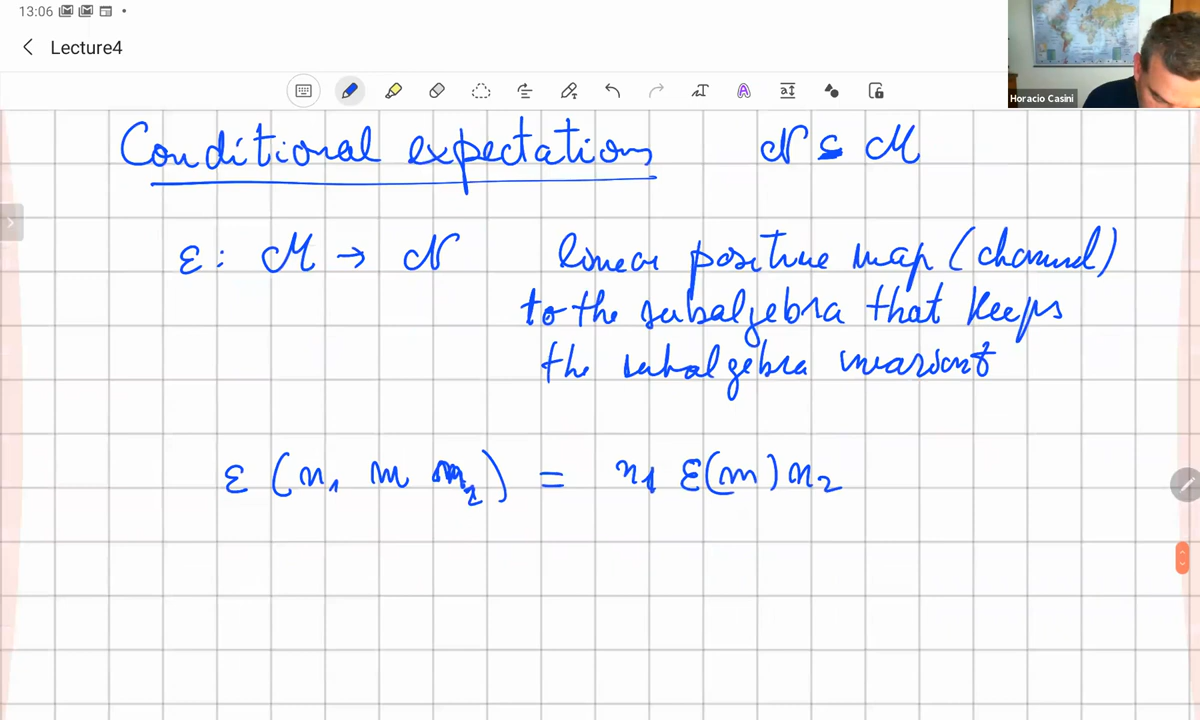 13:06
Lecture4
Horacio Casini
Conditional expectations N ⊆ M
ε : M → N linear positive map (channel)
to the subalgebra that keeps
the subalgebra invariant
ε (n₁ m n₂) = n₁ ε(m) n₂